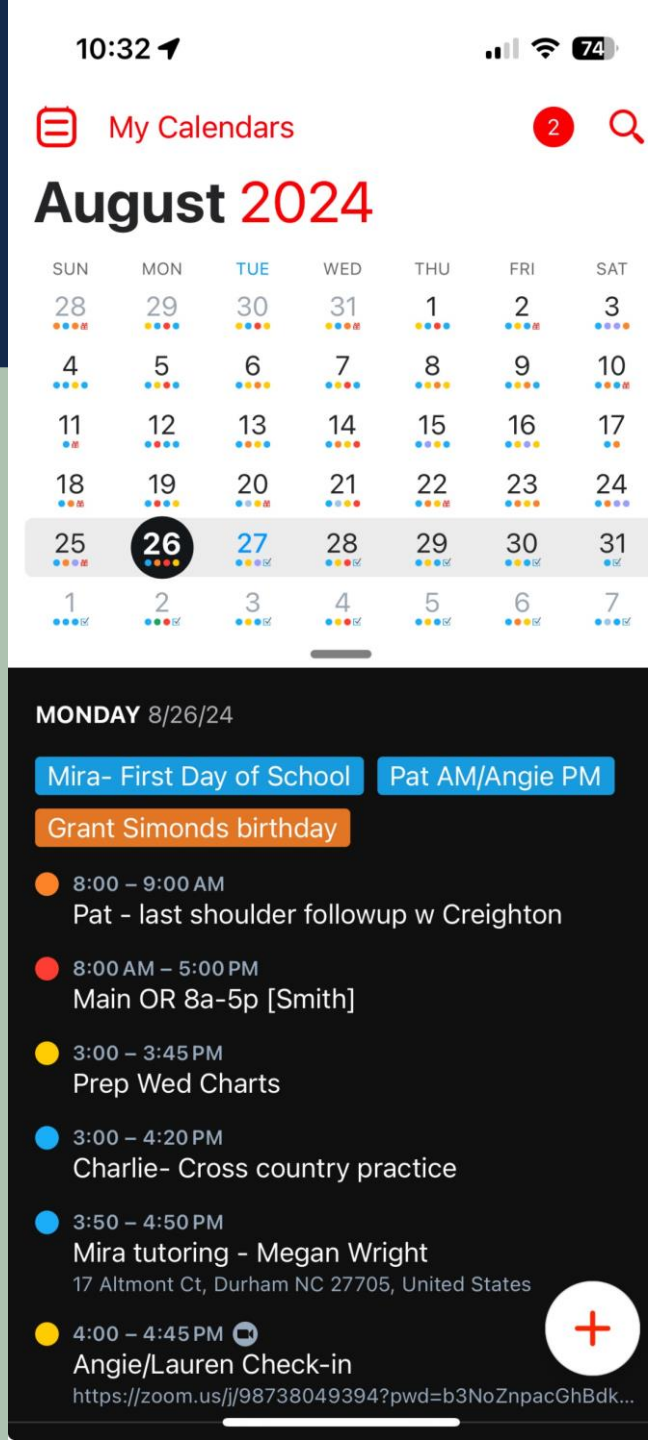 10:32
74
My Calendars
2
August 2024
SUN MON TUE WED THU FRI SAT
28 29 30 31 1 2 3
4 5 6 7 8 9 10
11 12 13 14 15 16 17
18 19 20 21 22 23 24
25 26 27 28 29 30 31
1 2 3 4 5 6 7
MONDAY 8/26/24
Mira- First Day of School Pat AM/Angie PM
Grant Simonds birthday
8:00 – 9:00 AM
Pat - last shoulder followup w Creighton
8:00 AM – 5:00 PM
Main OR 8a-5p [Smith]
3:00 – 3:45 PM
Prep Wed Charts
3:00 – 4:20 PM
Charlie- Cross country practice
3:50 – 4:50 PM
Mira tutoring - Megan Wright
17 Altmont Ct, Durham NC 27705, United States
4:00 – 4:45 PM
Angie/Lauren Check-in
https://zoom.us/j/98738049394?pwd=b3NoZnpacGhBdk...
+